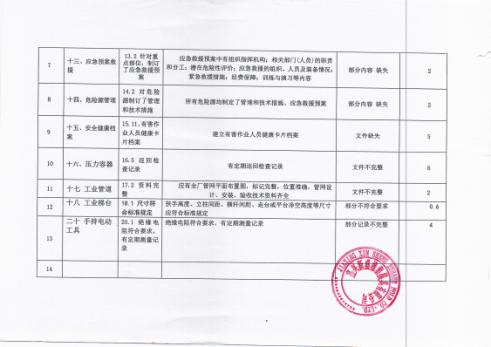 7 十三、应急预案救援 13.2 针对重点部位,制订了应急救援预案 应急救援预案中有组织指挥机构;相关部门(人员)的职责和分工;潜在危险性评价;应急救援的组织、人员及装备情况;紧急救援措施;经费保障;训练与演习等内容 部分内容 缺失 2
8 十四、危险源管理 14.2 对危险源制订了管理和技术措施 所有危险源均制定了管理和技术措施、应急救援预案 部分内容 缺失 2
9 十五、安全健康档案 15.11.有害作业人员健康卡片档案 建立有害作业人员健康卡片档案 文件缺失 5
10 十六、压力容器 16.5 巡回检查记录 有定期巡回检查记录 文件不完整 6
11 十七 工业管道 17.2 资料完整 应有全厂管网平面布置图,标记完整,位置准确,管网设计、安装、验收技术资料齐全 文件不完整 2
12 十八 工业梯台 18.1 尺寸符合标准规定 扶手高度、立柱间距、横杆间距、走台或平台净空高度等尺寸应符合标准规定 部分不符合要求 0.6
13 二十 手持电动工具 20.1 绝缘电阻符合要求,有定期测量记录 绝缘电阻符合要求,有定期测量记录 部分记录不完整 4
14
CO.,LTD.